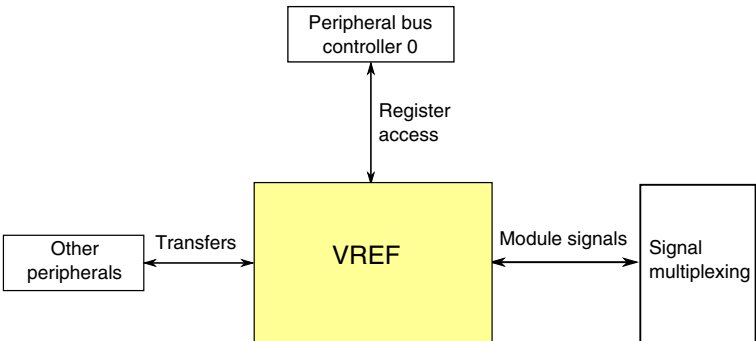 Peripheral bus
controller 0
Register
access
Other
peripherals
Transfers
VREF
Module signals
Signal
multiplexing